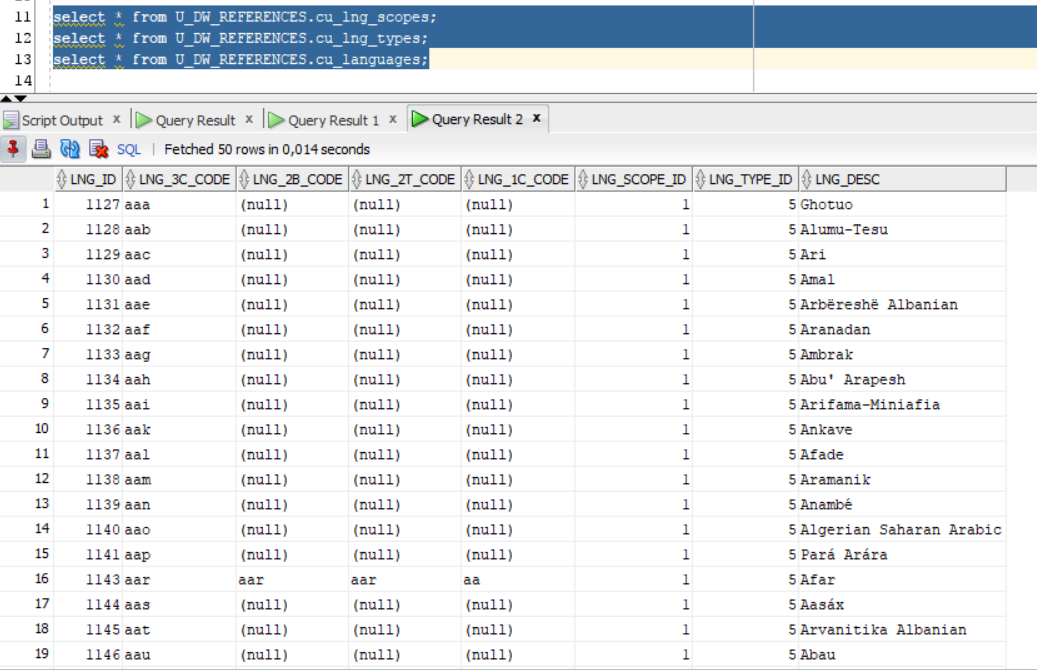 11 select * from U_DW_REFERENCES.cu_lng_scopes;
12 select * from U_DW_REFERENCES.cu_lng_types;
13 select * from U_DW_REFERENCES.cu_languages;
14
Script Output x Query Result x Query Result 1 x Query Result 2 x
SQL | Fetched 50 rows in 0,014 seconds
LNG_ID LNG_3C_CODE LNG_2B_CODE LNG_2T_CODE LNG_1C_CODE LNG_SCOPE_ID LNG_TYPE_ID LNG_DESC
1 1127 aaa (null) (null) (null) 1 5 Ghotuo
2 1128 aab (null) (null) (null) 1 5 Alumu-Tesu
3 1129 aac (null) (null) (null) 1 5 Ari
4 1130 aad (null) (null) (null) 1 5 Amal
5 1131 aae (null) (null) (null) 1 5 Arbëreshë Albanian
6 1132 aaf (null) (null) (null) 1 5 Aranadan
7 1133 aag (null) (null) (null) 1 5 Ambrak
8 1134 aah (null) (null) (null) 1 5 Abu' Arapesh
9 1135 aai (null) (null) (null) 1 5 Arifama-Miniafia
10 1136 aak (null) (null) (null) 1 5 Ankave
11 1137 aal (null) (null) (null) 1 5 Afade
12 1138 aam (null) (null) (null) 1 5 Aramanik
13 1139 aan (null) (null) (null) 1 5 Anambé
14 1140 aao (null) (null) (null) 1 5 Algerian Saharan Arabic
15 1141 aap (null) (null) (null) 1 5 Pará Arára
16 1143 aar aar aar aa 1 5 Afar
17 1144 aas (null) (null) (null) 1 5 Aasáx
18 1145 aat (null) (null) (null) 1 5 Arvanitika Albanian
19 1146 aau (null) (null) (null) 1 5 Abau